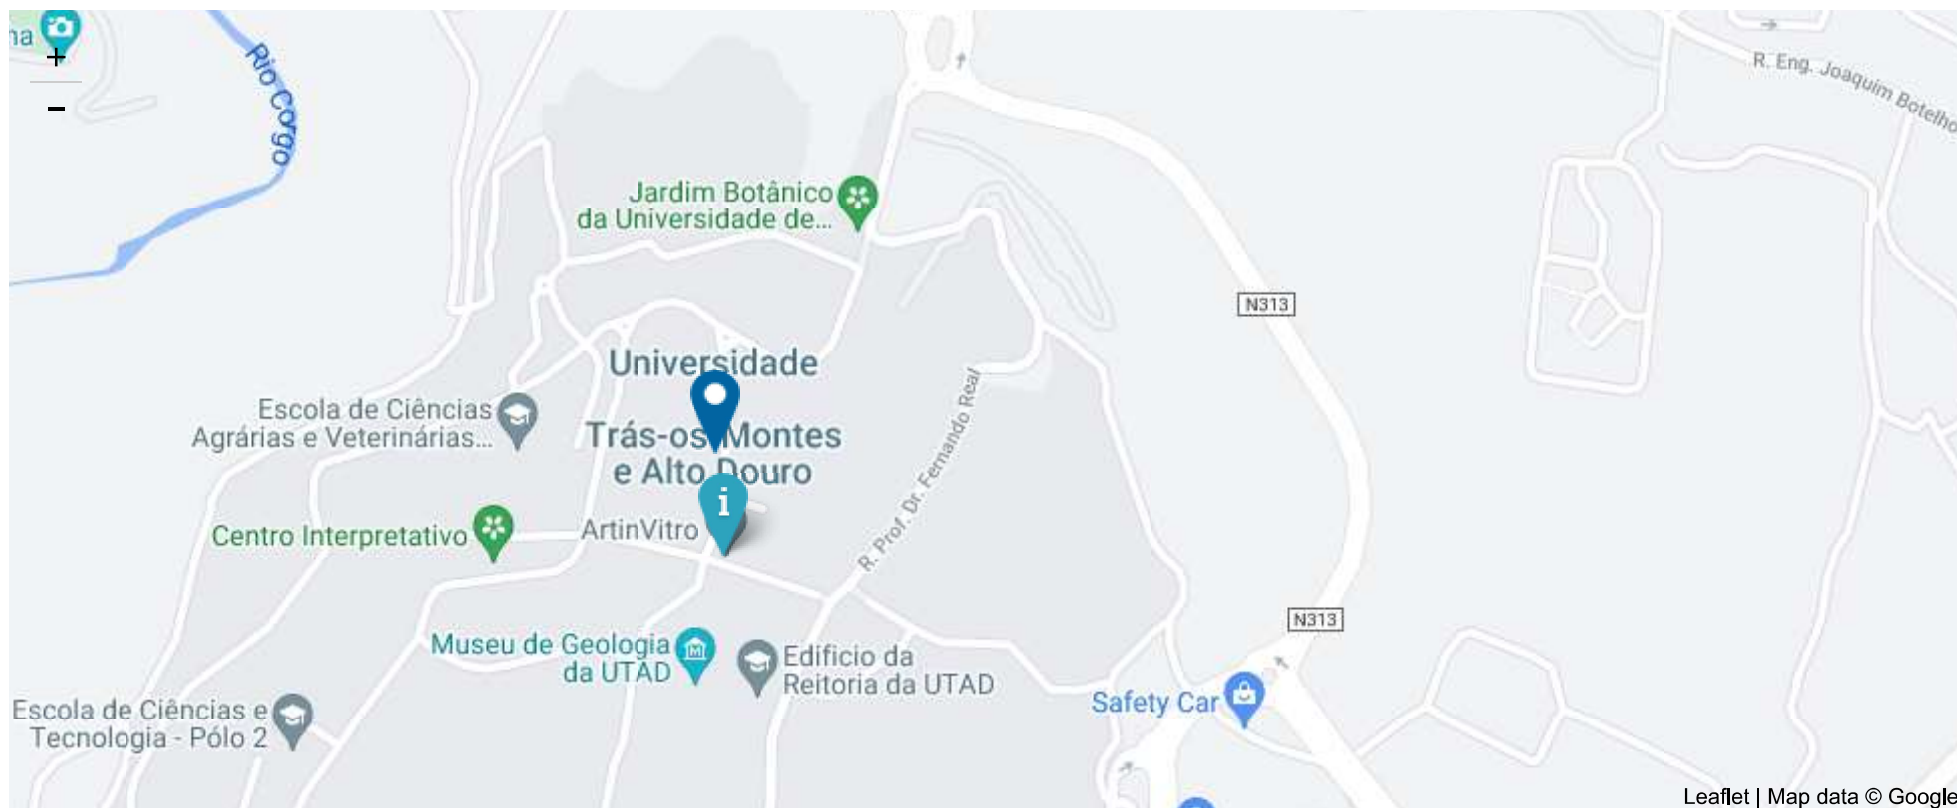 na
+
−
Rio Corgo
R. Eng. Joaquim Botelho
Jardim Botânico
da Universidade de...
N313
Universidade
Trás-os-Montes
e Alto Douro
Escola de Ciências
Agrárias e Veterinárias...
R. Prof. Dr. Fernando Real
i
ArtinVitro
Centro Interpretativo
N313
Museu de Geologia
da UTAD
M
Edificio da
Reitoria da UTAD
Safety Car
Escola de Ciências e
Tecnologia - Pólo 2
Leaflet | Map data © Google